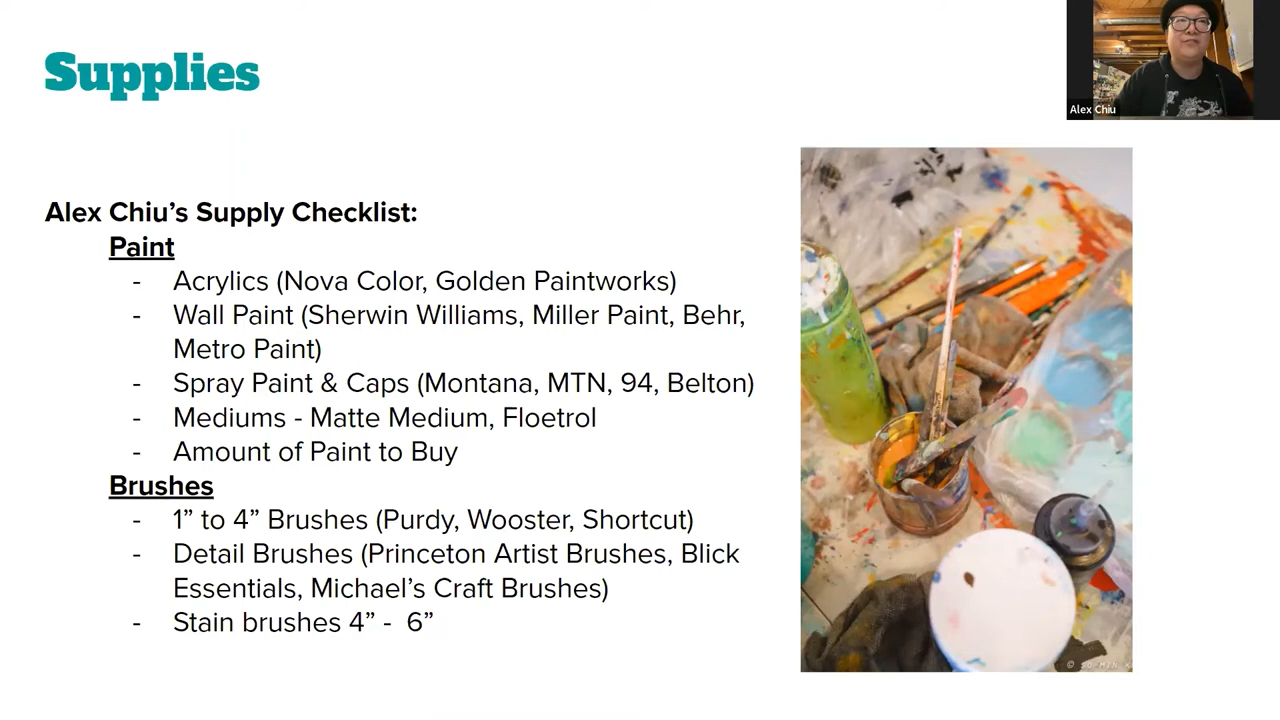 Supplies
Alex Chiu
Alex Chiu’s Supply Checklist:
Paint
- Acrylics (Nova Color, Golden Paintworks)
- Wall Paint (Sherwin Williams, Miller Paint, Behr,
Metro Paint)
- Spray Paint & Caps (Montana, MTN, 94, Belton)
- Mediums - Matte Medium, Floetrol
- Amount of Paint to Buy
Brushes
- 1” to 4” Brushes (Purdy, Wooster, Shortcut)
- Detail Brushes (Princeton Artist Brushes, Blick
Essentials, Michael’s Craft Brushes)
- Stain brushes 4” - 6”